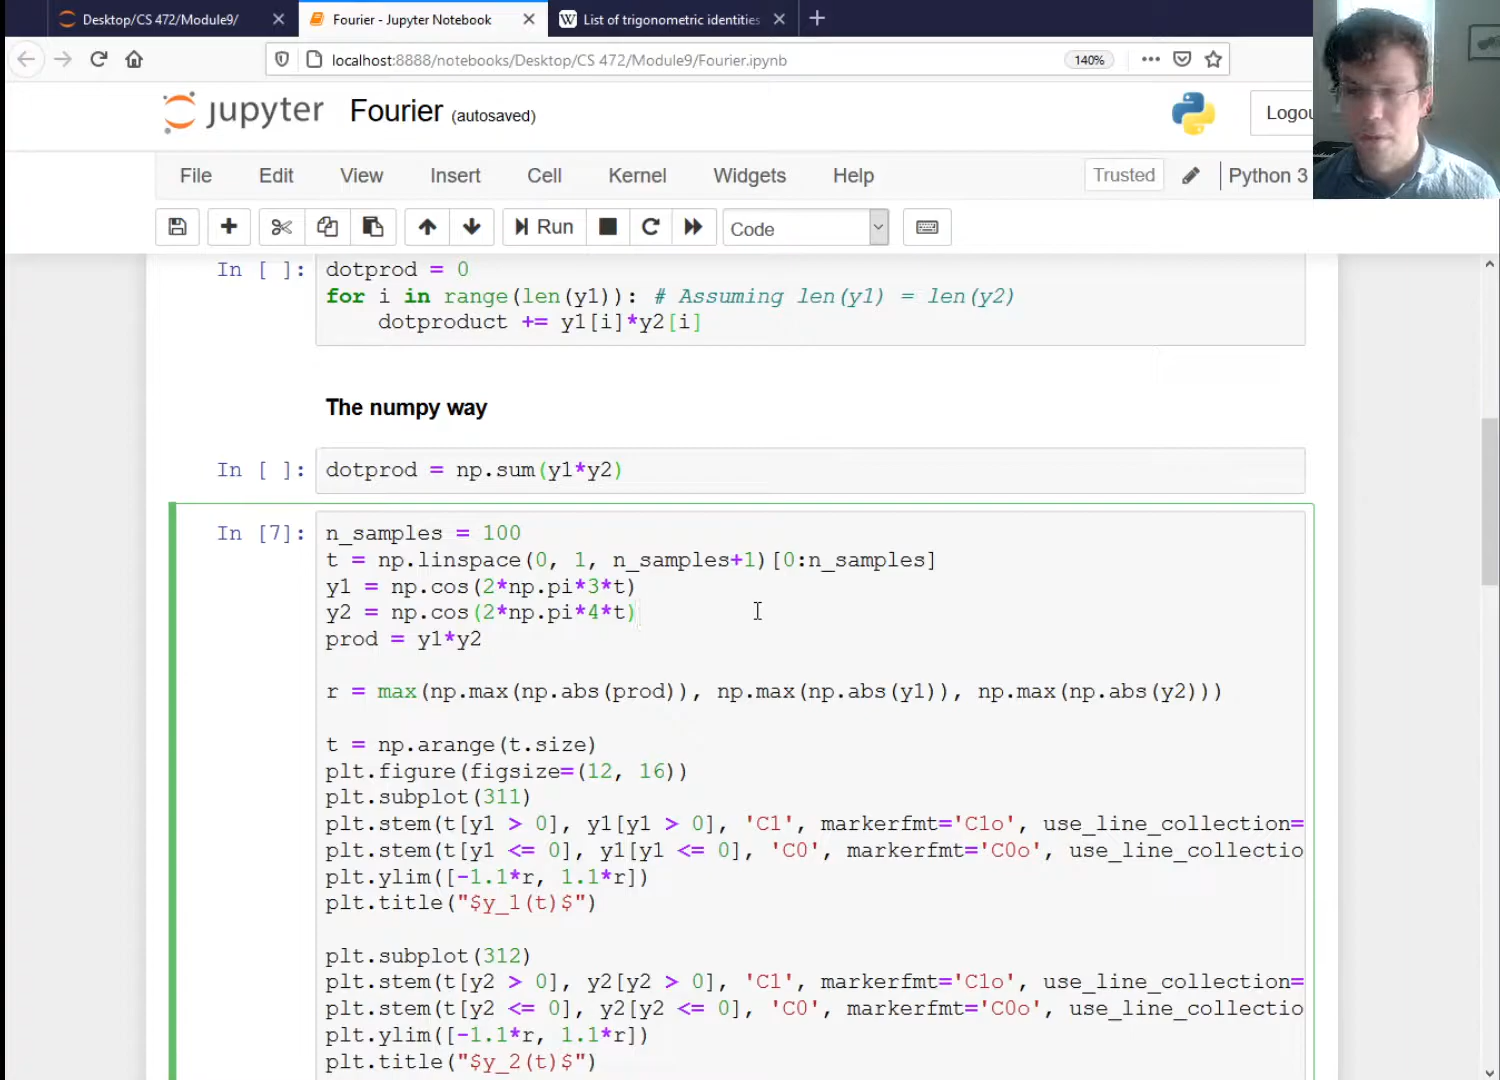 Desktop/CS 472/Module9/
Fourier - Jupyter Notebook
List of trigonometric identities
localhost:8888/notebooks/Desktop/CS 472/Module9/Fourier.ipynb
140%
jupyter Fourier (autosaved)
Logou
File Edit View Insert Cell Kernel Widgets Help
Trusted
Python 3
Run
Code
In [ ]: dotprod = 0
for i in range(len(y1)): # Assuming len(y1) = len(y2)
dotproduct += y1[i]*y2[i]
The numpy way
In [ ]: dotprod = np.sum(y1*y2)
In [7]: n_samples = 100
t = np.linspace(0, 1, n_samples+1)[0:n_samples]
y1 = np.cos(2*np.pi*3*t)
y2 = np.cos(2*np.pi*4*t)
prod = y1*y2
r = max(np.max(np.abs(prod)), np.max(np.abs(y1)), np.max(np.abs(y2)))
t = np.arange(t.size)
plt.figure(figsize=(12, 16))
plt.subplot(311)
plt.stem(t[y1 > 0], y1[y1 > 0], 'C1', markerfmt='C1o', use_line_collection=
plt.stem(t[y1 <= 0], y1[y1 <= 0], 'C0', markerfmt='C0o', use_line_collectio
plt.ylim([-1.1*r, 1.1*r])
plt.title("$y_1(t)$")
plt.subplot(312)
plt.stem(t[y2 > 0], y2[y2 > 0], 'C1', markerfmt='C1o', use_line_collection=
plt.stem(t[y2 <= 0], y2[y2 <= 0], 'C0', markerfmt='C0o', use_line_collectio
plt.ylim([-1.1*r, 1.1*r])
plt.title("$y_2(t)$")